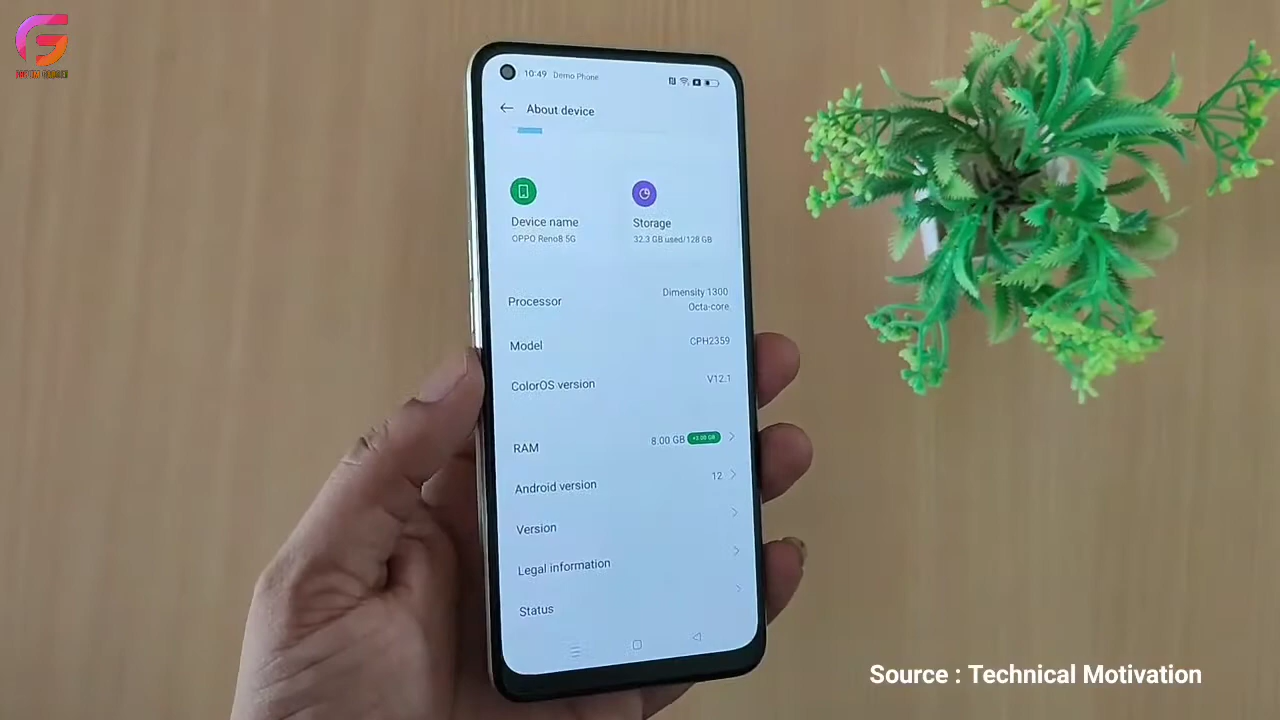 10:49 Demo Phone
About device
Device name
OPPO Reno8 5G
Storage
32.3 GB used/128 GB
Processor
Dimensity 1300
Octa-core
Model
CPH2359
ColorOS version
V12.1
RAM
8.00 GB
Android version
12
Version
Legal information
Status
Source : Technical Motivation